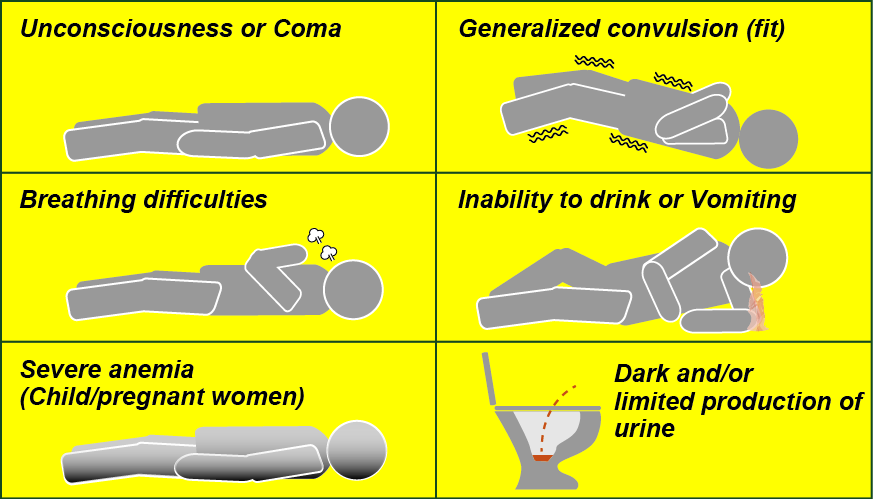 Unconsciousness or Coma
Generalized convulsion (fit)
Breathing difficulties
Inability to drink or Vomiting
Severe anemia
(Child/pregnant women)
Dark and/or
limited production of
urine